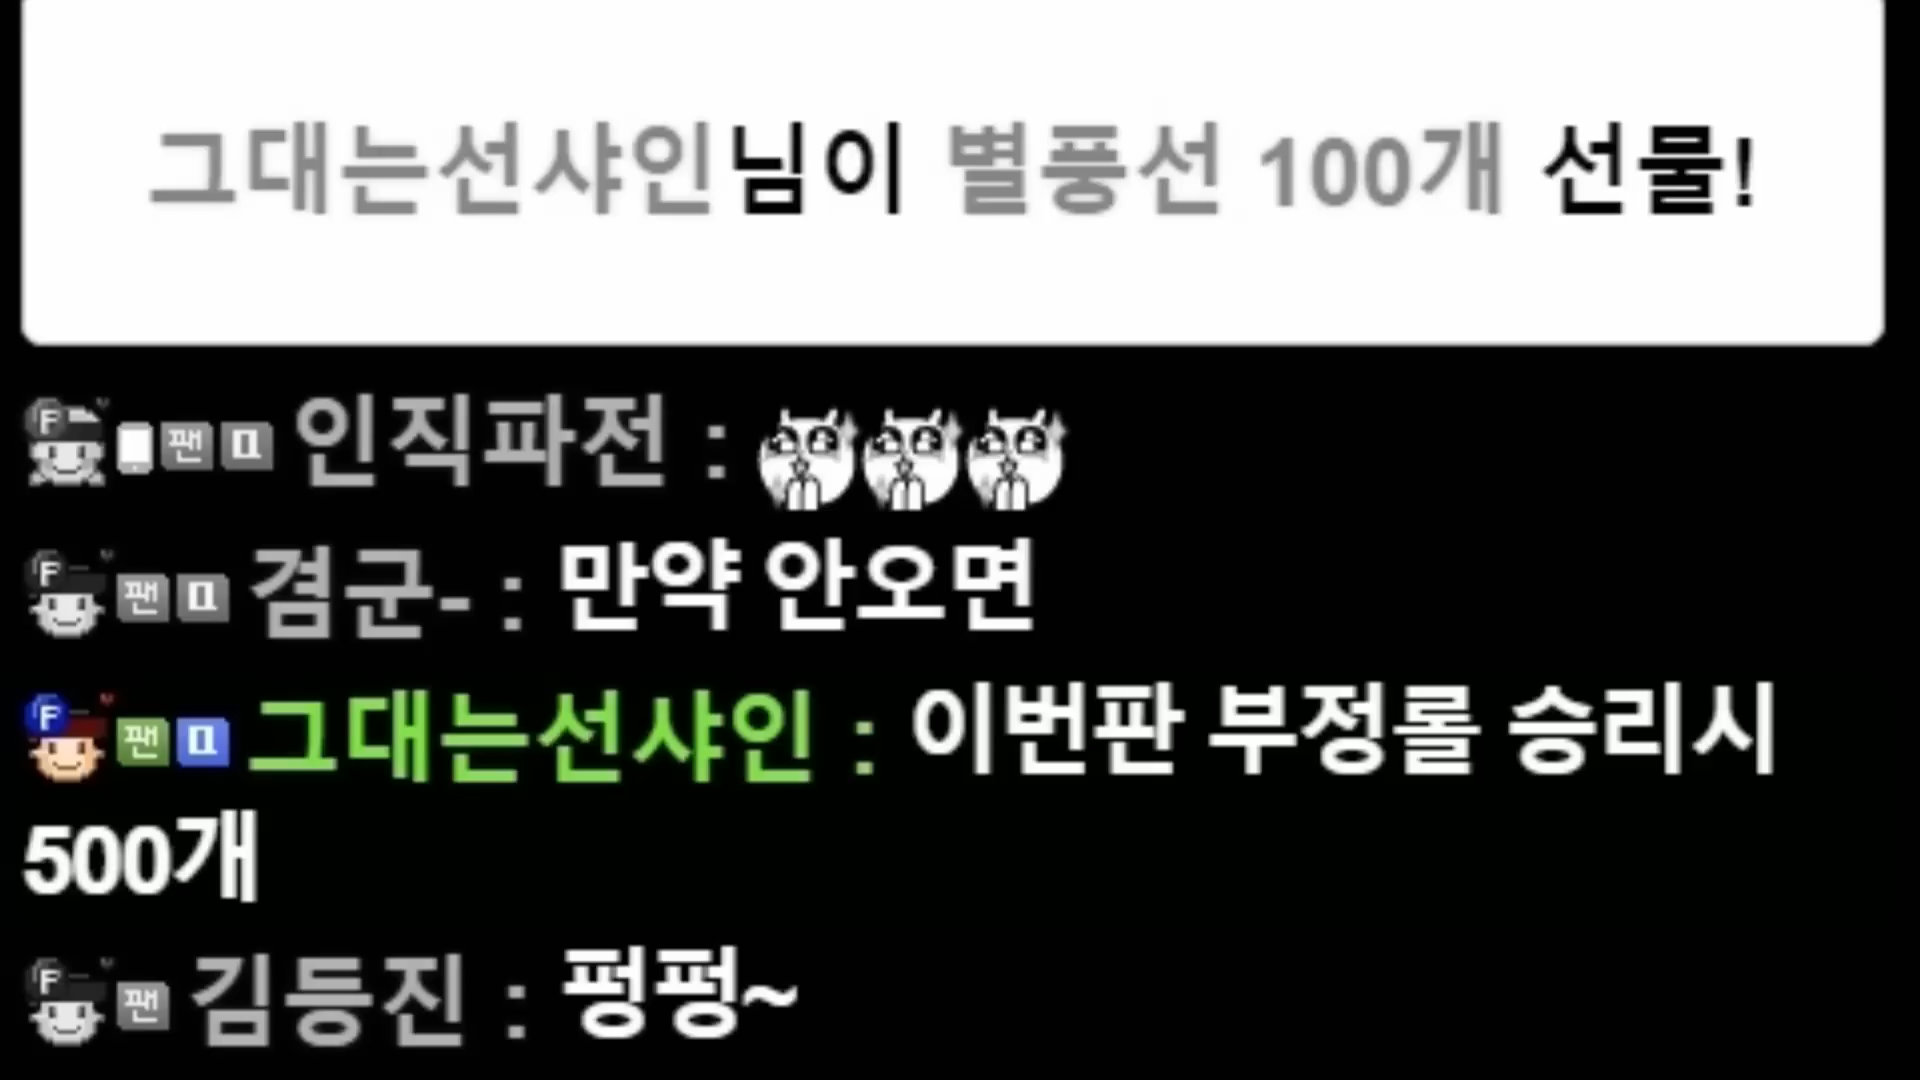 그대는선샤인님이 별풍선 100개 선물!
F 팬 인직파전 :
F 팬 겸군- : 만약 안오면
F 팬 그대는선샤인 : 이번판 부정롤 승리시
500개
F 팬 김등진 : 펑펑~